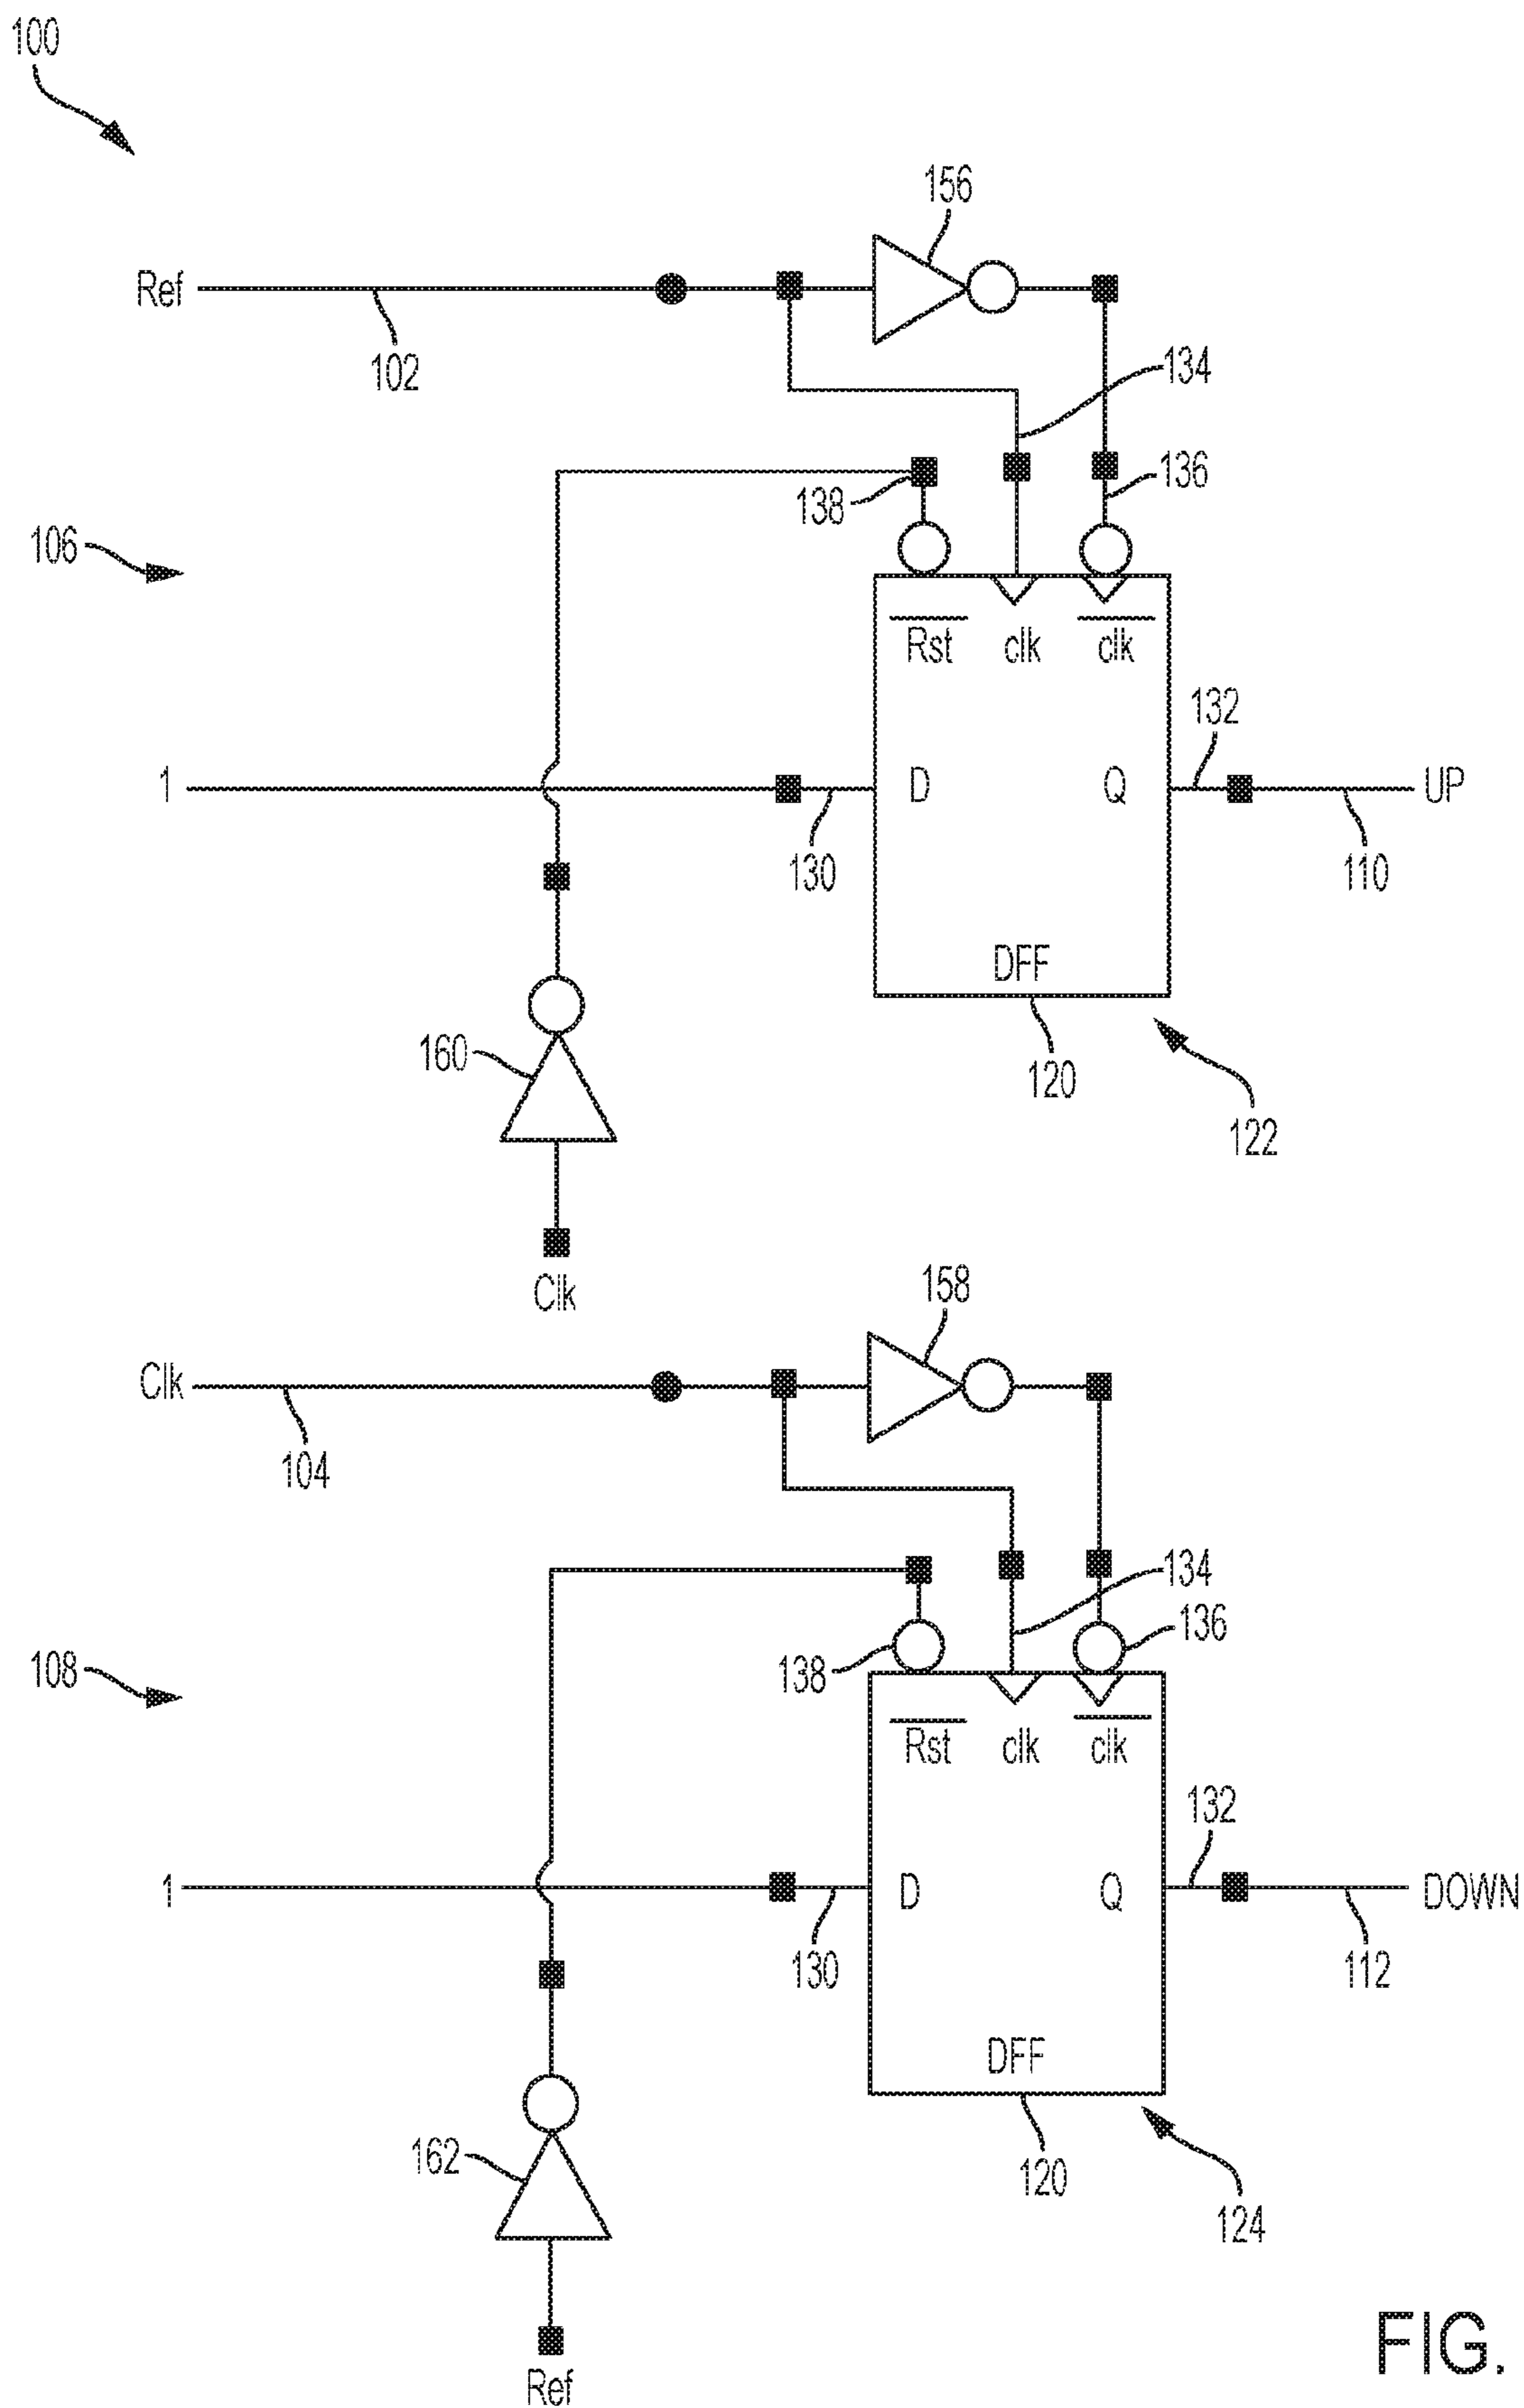 100
156
Ref
102
134
138
136
106
Rst clk clk
132
1 D Q UP
130
110
DFF
160
120
122
Clk
158
Clk
104
134
136
138
108
Rst clk clk
132
1 D Q DOWN
130
112
DFF
162
120
124
Ref
FIG.